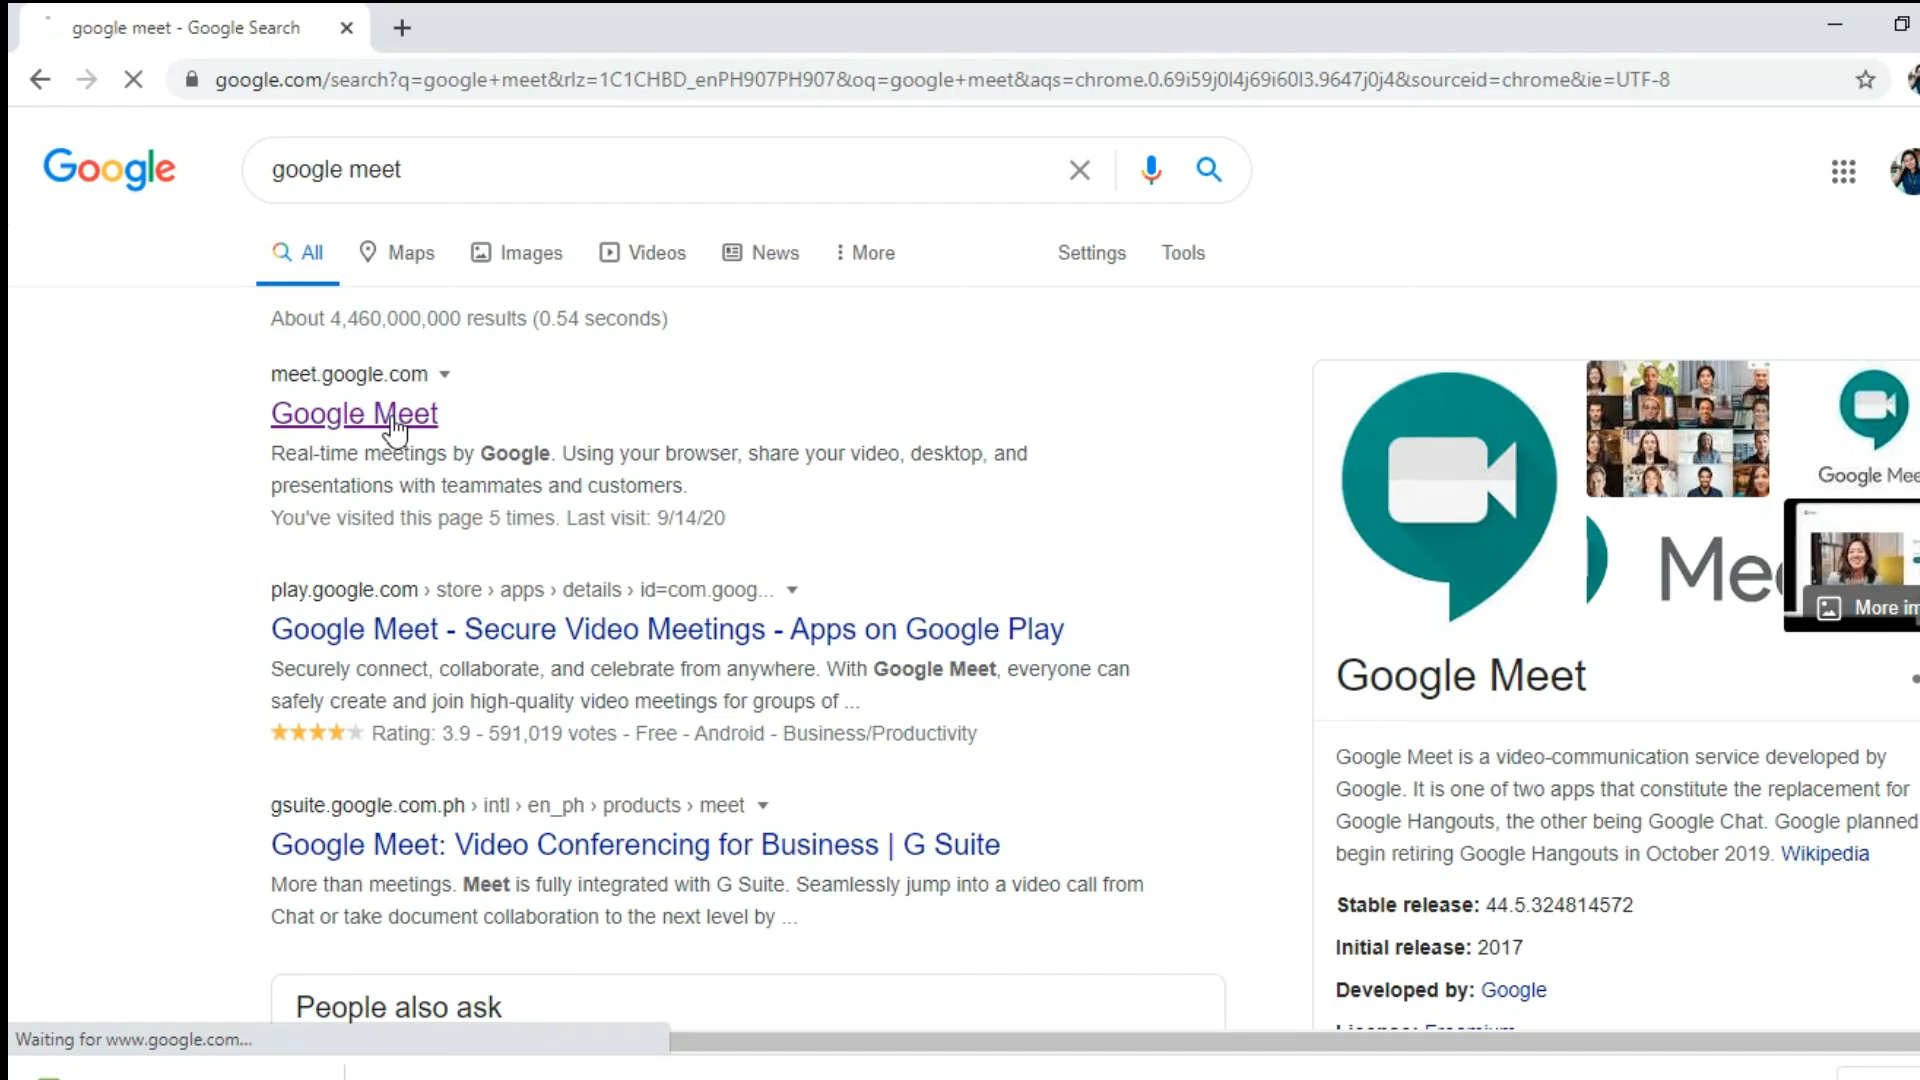 google meet - Google Search
google.com/search?q=google+meet&rlz=1C1CHBD_enPH907PH907&oq=google+meet&aqs=chrome.0.69i59j0l4j69i60l3.9647j0j4&sourceid=chrome&ie=UTF-8
Google
google meet
All
Maps
Images
Videos
News
More
Settings
Tools
About 4,460,000,000 results (0.54 seconds)
meet.google.com
Google Meet
Real-time meetings by Google. Using your browser, share your video, desktop, and
presentations with teammates and customers.
You've visited this page 5 times. Last visit: 9/14/20
play.google.com › store › apps › details › id=com.goog...
Google Meet - Secure Video Meetings - Apps on Google Play
Securely connect, collaborate, and celebrate from anywhere. With Google Meet, everyone can
safely create and join high-quality video meetings for groups of ...
Rating: 3.9 - 591,019 votes - Free - Android - Business/Productivity
gsuite.google.com.ph › intl › en_ph › products › meet
Google Meet: Video Conferencing for Business | G Suite
More than meetings. Meet is fully integrated with G Suite. Seamlessly jump into a video call from
Chat or take document collaboration to the next level by ...
People also ask
Waiting for www.google.com...
Google Mee
Me
More im
Google Meet
Google Meet is a video-communication service developed by
Google. It is one of two apps that constitute the replacement for
Google Hangouts, the other being Google Chat. Google planned
begin retiring Google Hangouts in October 2019. Wikipedia
Stable release: 44.5.324814572
Initial release: 2017
Developed by: Google